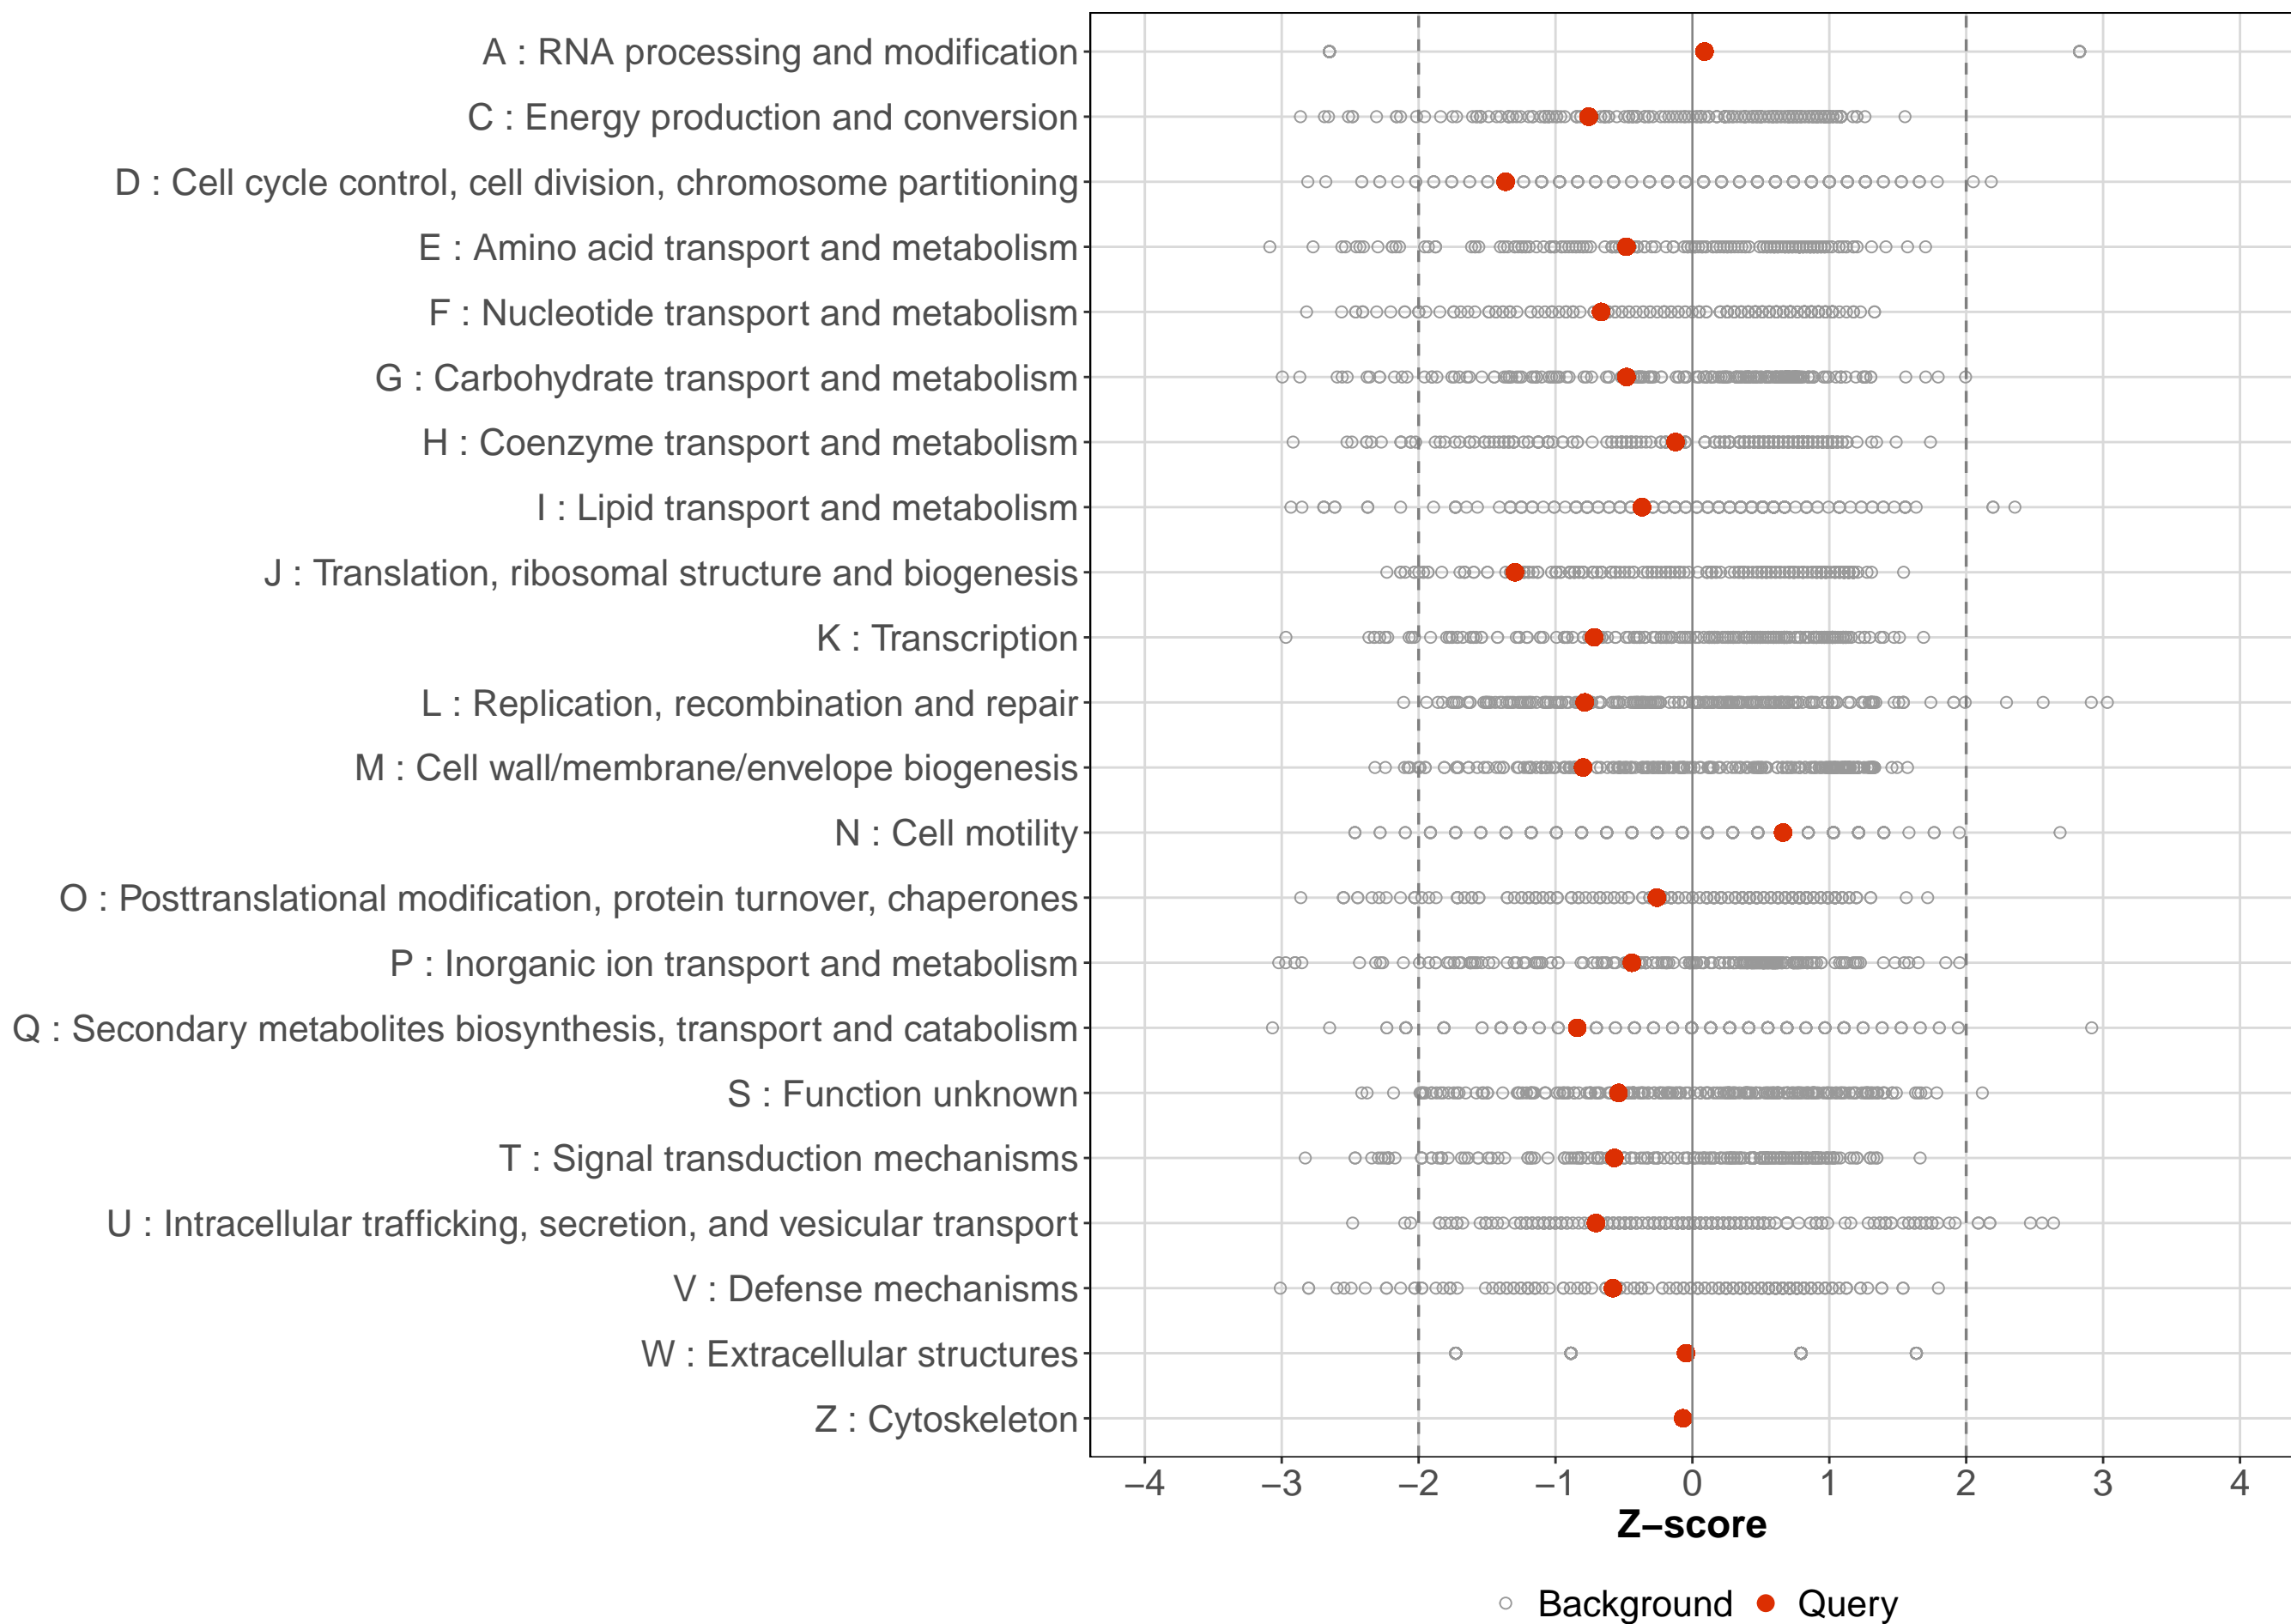 A : RNA processing and modification
C : Energy production and conversion
D : Cell cycle control, cell division, chromosome partitioning
E : Amino acid transport and metabolism
F : Nucleotide transport and metabolism
G : Carbohydrate transport and metabolism
H : Coenzyme transport and metabolism
I : Lipid transport and metabolism
J : Translation, ribosomal structure and biogenesis
K : Transcription
L : Replication, recombination and repair
M : Cell wall/membrane/envelope biogenesis
N : Cell motility
O : Posttranslational modification, protein turnover, chaperones
P : Inorganic ion transport and metabolism
Q : Secondary metabolites biosynthesis, transport and catabolism
S : Function unknown
T : Signal transduction mechanisms
U : Intracellular trafficking, secretion, and vesicular transport
V : Defense mechanisms
W : Extracellular structures
Z : Cytoskeleton
−4 −3 −2 −1 0 1 2 3 4
Z−score
Background Query